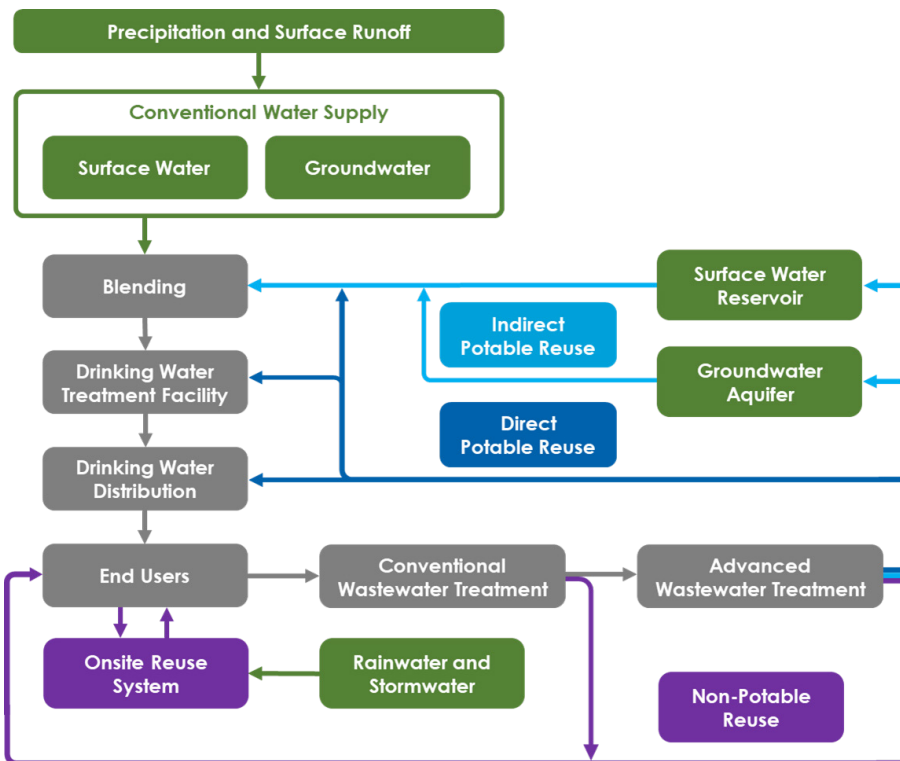 Precipitation and Surface Runoff
Conventional Water Supply
Surface Water
Groundwater
Blending
Surface Water
Reservoir
Indirect
Potable Reuse
Drinking Water
Treatment Facility
Groundwater
Aquifer
Direct
Potable Reuse
Drinking Water
Distribution
End Users
Conventional
Wastewater Treatment
Advanced
Wastewater Treatment
Onsite Reuse
System
Rainwater and
Stormwater
Non-Potable
Reuse